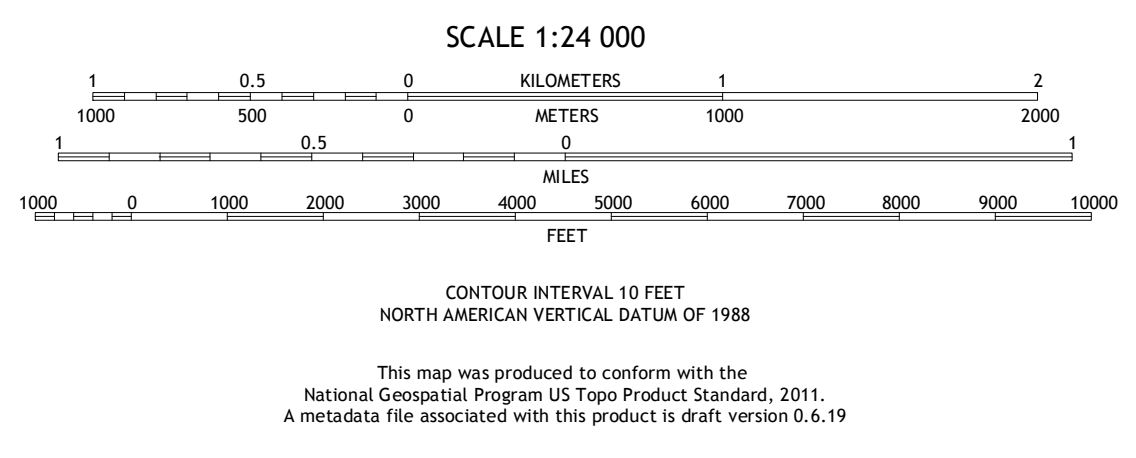 SCALE 1:24 000
1 0.5 0 KILOMETERS 1 2
1000 500 0 METERS 1000 2000
1 0.5 0 1
MILES
1000 0 1000 2000 3000 4000 5000 6000 7000 8000 9000 10000
FEET
CONTOUR INTERVAL 10 FEET
NORTH AMERICAN VERTICAL DATUM OF 1988
This map was produced to conform with the
National Geospatial Program US Topo Product Standard, 2011.
A metadata file associated with this product is draft version 0.6.19